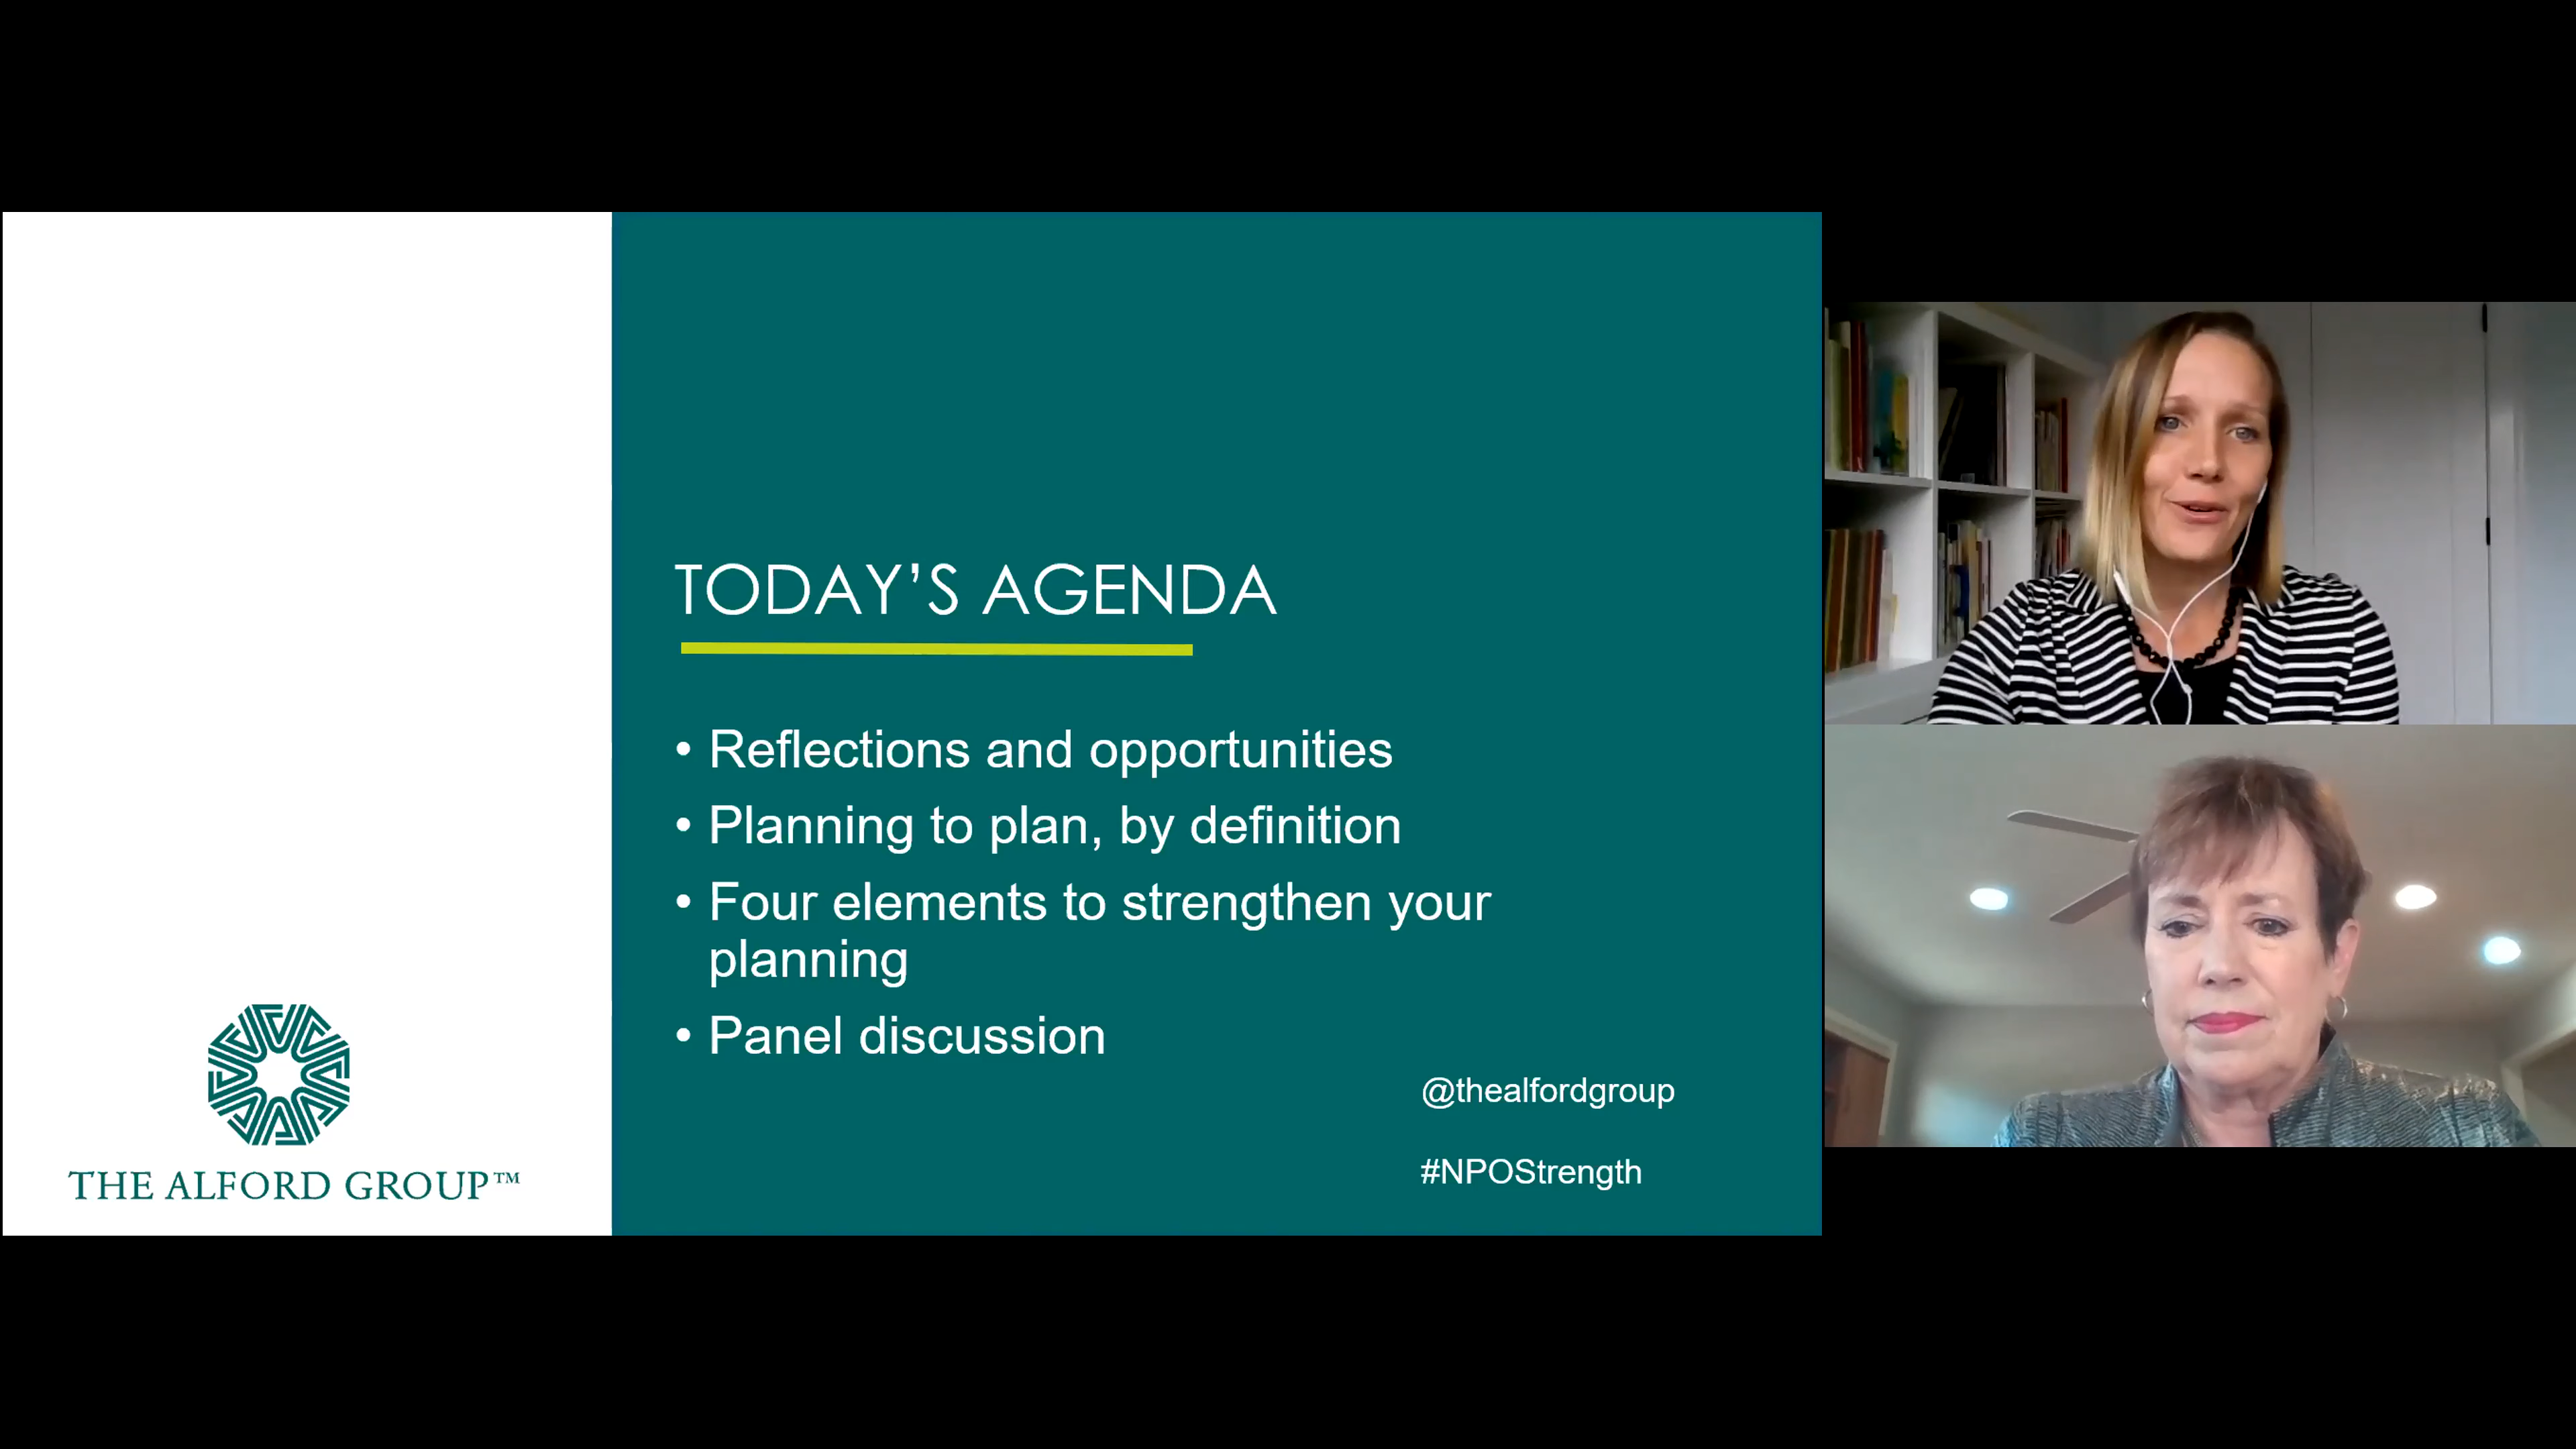 TODAY’S AGENDA
• Reflections and opportunities
• Planning to plan, by definition
• Four elements to strengthen your
planning
• Panel discussion
@thealfordgroup
#NPOStrength
THE ALFORD GROUP™